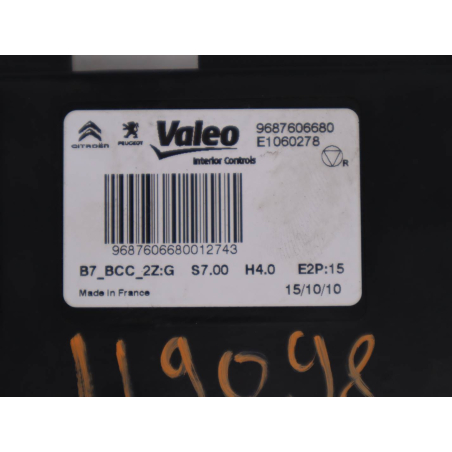 CITROËN PEUGEOT Valeo 9687606680
E1060278
Interior Controls R
9687606680012743
B7_BCC_2Z:G S7.00 H4.0 E2P:15
Made in France 15/10/10
119098